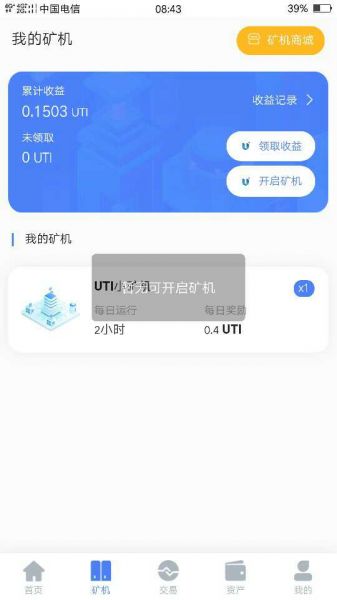 中国电信
08:43
39%
我的矿机
矿机商城
累计收益
0.1503 UTI
收益记录
未领取
0 UTI
领取收益
开启矿机
我的矿机
UTI小矿机
x1
暂无可开启矿机
每日运行
每日奖励
2小时
0.4 UTI
首页
矿机
交易
资产
我的